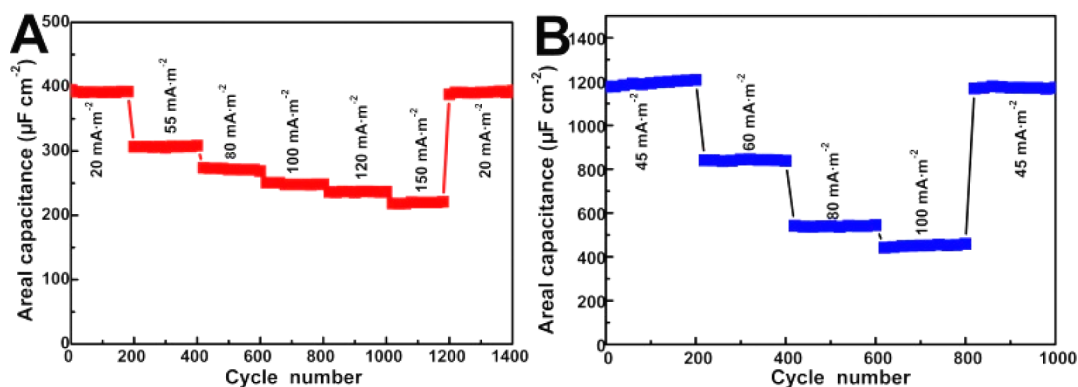 A
500
400
300
200
100
0
Areal capacitance (µF cm⁻²)
20 mA·m⁻²
55 mA·m⁻²
80 mA·m⁻²
100 mA·m⁻²
120 mA·m⁻²
150 mA·m⁻²
20 mA·m⁻²
0 200 400 600 800 1000 1200 1400
Cycle number
B
1400
1200
1000
800
600
400
200
0
Areal capacitance (µF cm⁻²)
45 mA·m⁻²
60 mA·m⁻²
80 mA·m⁻²
100 mA·m⁻²
45 mA·m⁻²
0 200 400 600 800 1000
Cycle number